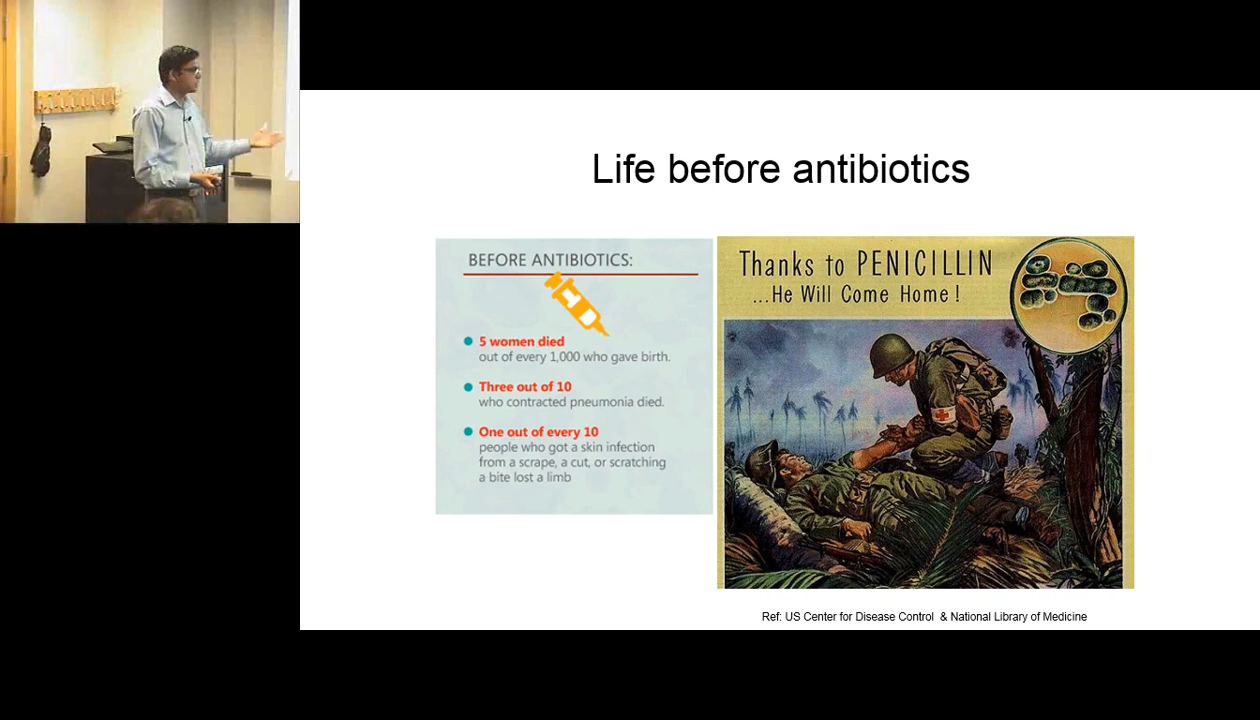 Life before antibiotics
BEFORE ANTIBIOTICS:
5 women died
out of every 1,000 who gave birth.
Three out of 10
who contracted pneumonia died.
One out of every 10
people who got a skin infection
from a scrape, a cut, or scratching
a bite lost a limb
Thanks to PENICILLIN
...He Will Come Home!
Ref: US Center for Disease Control & National Library of Medicine